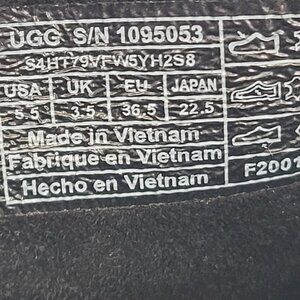 UGG S/N 1095053
S4HT79VFW5YH2S8
USA UK EU JAPAN
5.5 3.5 36.5 22.5
Made in Vietnam
Fabrique en Vietnam
Hecho en Vietnam F2001